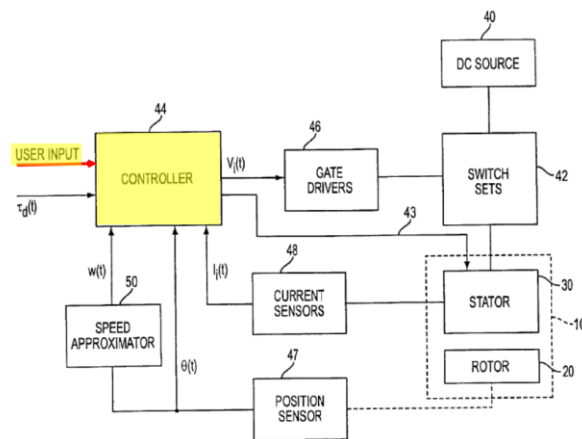 40
DC SOURCE
44
USER INPUT
46
CONTROLLER
Vi(t)
GATE
DRIVERS
SWITCH
SETS
42
τd(t)
43
48
30
w(t)
Ii(t)
50
CURRENT
SENSORS
STATOR
10
SPEED
APPROXIMATOR
θ(t)
47
POSITION
SENSOR
ROTOR
20